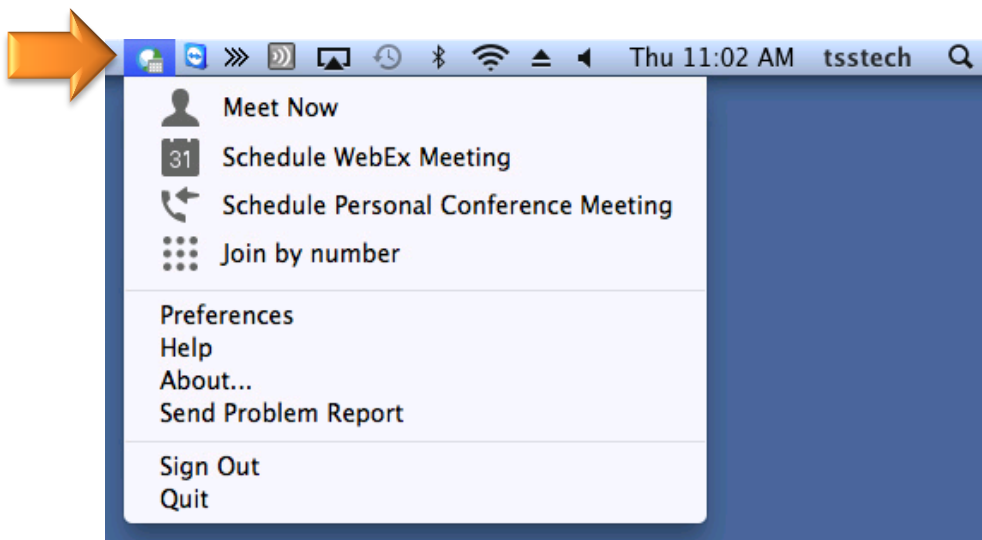 Thu 11:02 AM tsstech
Meet Now
31 Schedule WebEx Meeting
Schedule Personal Conference Meeting
Join by number
Preferences
Help
About...
Send Problem Report
Sign Out
Quit